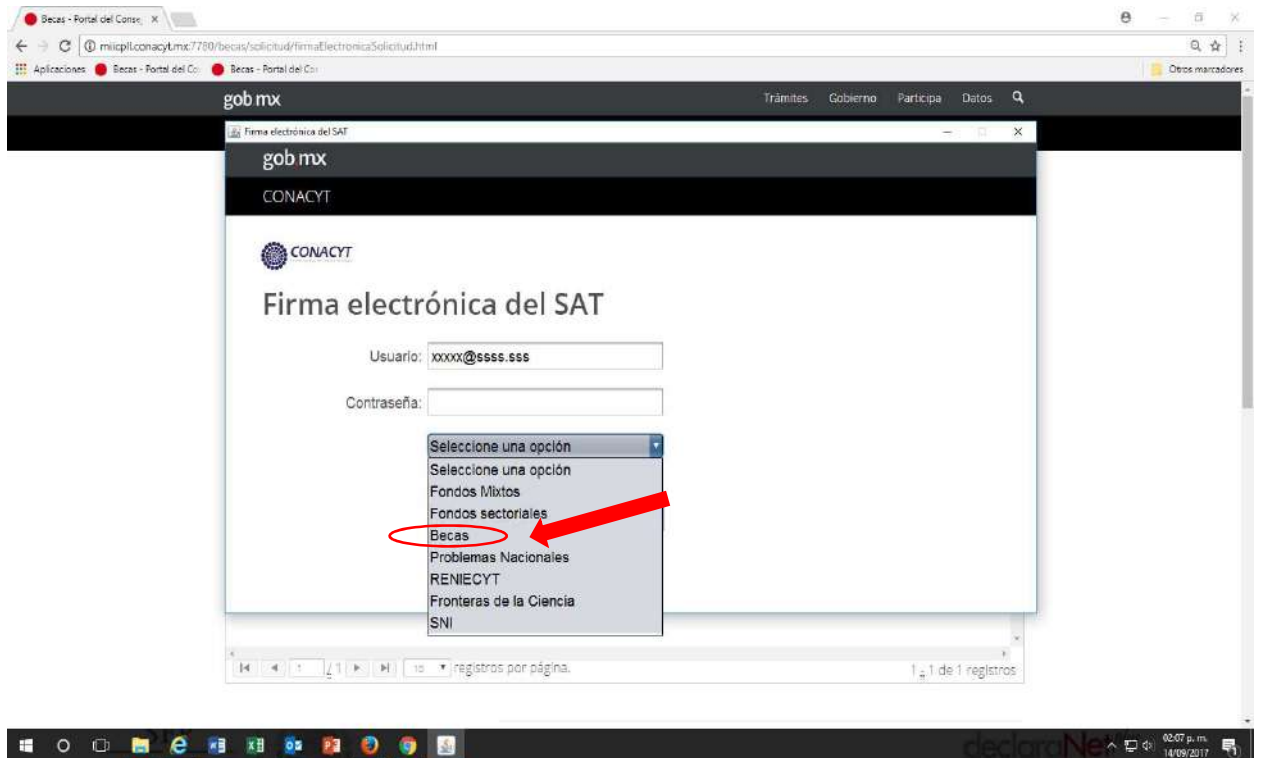 Becas - Portal del Conse
miicpll.conacyt.mx:7780/becas/solicitud/firmaElectronicaSolicitud.html
Aplicaciones Becas - Portal del Co Becas - Portal del Co Otros marcadores
gob.mx Trámites Gobierno Participa Datos
Firma electrónica del SAT
gob.mx
CONACYT
CONACYT
Firma electrónica del SAT
Usuario: xxxxx@ssss.sss
Contraseña:
Seleccione una opción
Seleccione una opción
Fondos Mixtos
Fondos sectoriales
Becas
Problemas Nacionales
RENIECYT
Fronteras de la Ciencia
SNI
1 / 1 15 registros por página. 1 - 1 de 1 registros
declaraNet
02:07 p. m.
14/09/2017